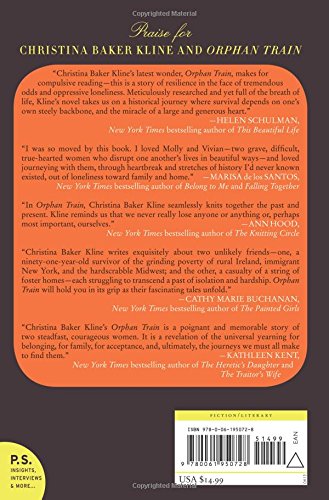 Praise for
CHRISTINA BAKER KLINE AND ORPHAN TRAIN
"Christina Baker Kline's latest wonder, Orphan Train, makes for
compulsive reading—this is a story of resilience in the face of tremendous
odds and oppressive loneliness. Meticulously researched and yet full of the breath of
life, Kline's novel takes us on a historical journey where survival depends on one's
own steely backbone, and the miracle of a large and generous heart."
—HELEN SCHULMAN,
New York Times bestselling author of This Beautiful Life
"I was so moved by this book. I loved Molly and Vivian—two grave, difficult,
true-hearted women who disrupt one another's lives in beautiful ways—and loved
journeying with them, through heartbreak and stretches of history I'd never known
existed, out of loneliness toward family and home."
—MARISA de los SANTOS,
New York Times bestselling author of Belong to Me and Falling Together
"In Orphan Train, Christina Baker Kline seamlessly knits together the past and
present. Kline reminds us that we never really lose anyone or anything or, perhaps
most important, ourselves."
—ANN HOOD,
New York Times bestselling author of The Knitting Circle
"Christina Baker Kline writes exquisitely about two unlikely friends—one, a
ninety-one-year-old survivor of the grinding poverty of rural Ireland, immigrant
New York, and the hardscrabble Midwest; and the other, a casualty of a string of
foster homes—each struggling to transcend a past of isolation and hardship. Orphan
Train will hold you in its grip as their fascinating tales unfold."
—CATHY MARIE BUCHANAN,
New York Times bestselling author of The Painted Girls
"Christina Baker Kline's Orphan Train is a poignant and memorable story of two
steadfast, courageous women. It is a revelation of the universal yearning for
belonging, for family, for acceptance and, ultimately, the journeys we must all make
to find them."
—KATHLEEN KENT,
New York Times bestselling author of The Heretic's Daughter and
The Traitor's Wife
P.S.
INSIGHTS,
INTERVIEWS
& MORE...
FICTION/LITERARY
ISBN 978-0-06-195072-8
51499
EAN
9 780061 950728
USA $14.99